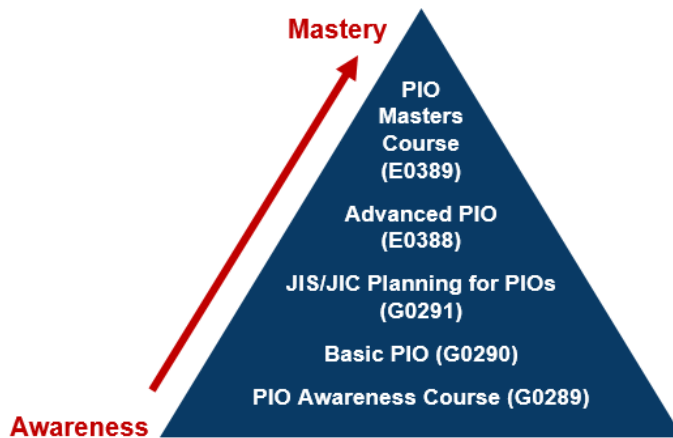 Mastery
PIO
Masters
Course
(E0389)
Advanced PIO
(E0388)
JIS/JIC Planning for PIOs
(G0291)
Basic PIO (G0290)
PIO Awareness Course (G0289)
Awareness